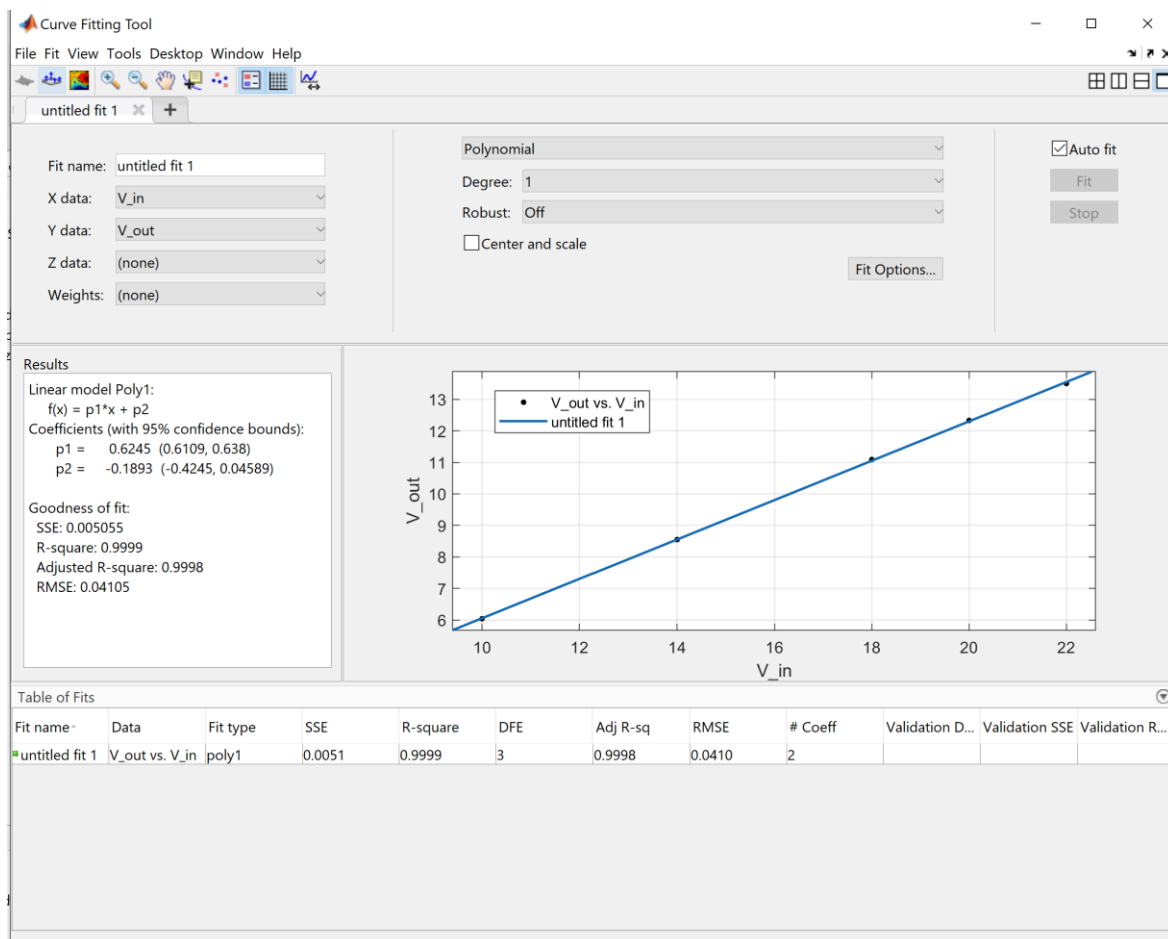 Curve Fitting Tool
File Fit View Tools Desktop Window Help
untitled fit 1
Fit name: untitled fit 1
X data: V_in
Y data: V_out
Z data: (none)
Weights: (none)
Polynomial
Degree: 1
Robust: Off
Center and scale
Fit Options...
Auto fit
Fit
Stop
Results
Linear model Poly1:
f(x) = p1*x + p2
Coefficients (with 95% confidence bounds):
p1 = 0.6245 (0.6109, 0.638)
p2 = -0.1893 (-0.4245, 0.04589)
Goodness of fit:
SSE: 0.005055
R-square: 0.9999
Adjusted R-square: 0.9998
RMSE: 0.04105
V_out
13
12
11
10
9
8
7
6
V_out vs. V_in
untitled fit 1
10 12 14 16 18 20 22
V_in
Table of Fits
Fit name Data Fit type SSE R-square DFE Adj R-sq RMSE # Coeff Validation D... Validation SSE Validation R...
untitled fit 1 V_out vs. V_in poly1 0.0051 0.9999 3 0.9998 0.0410 2